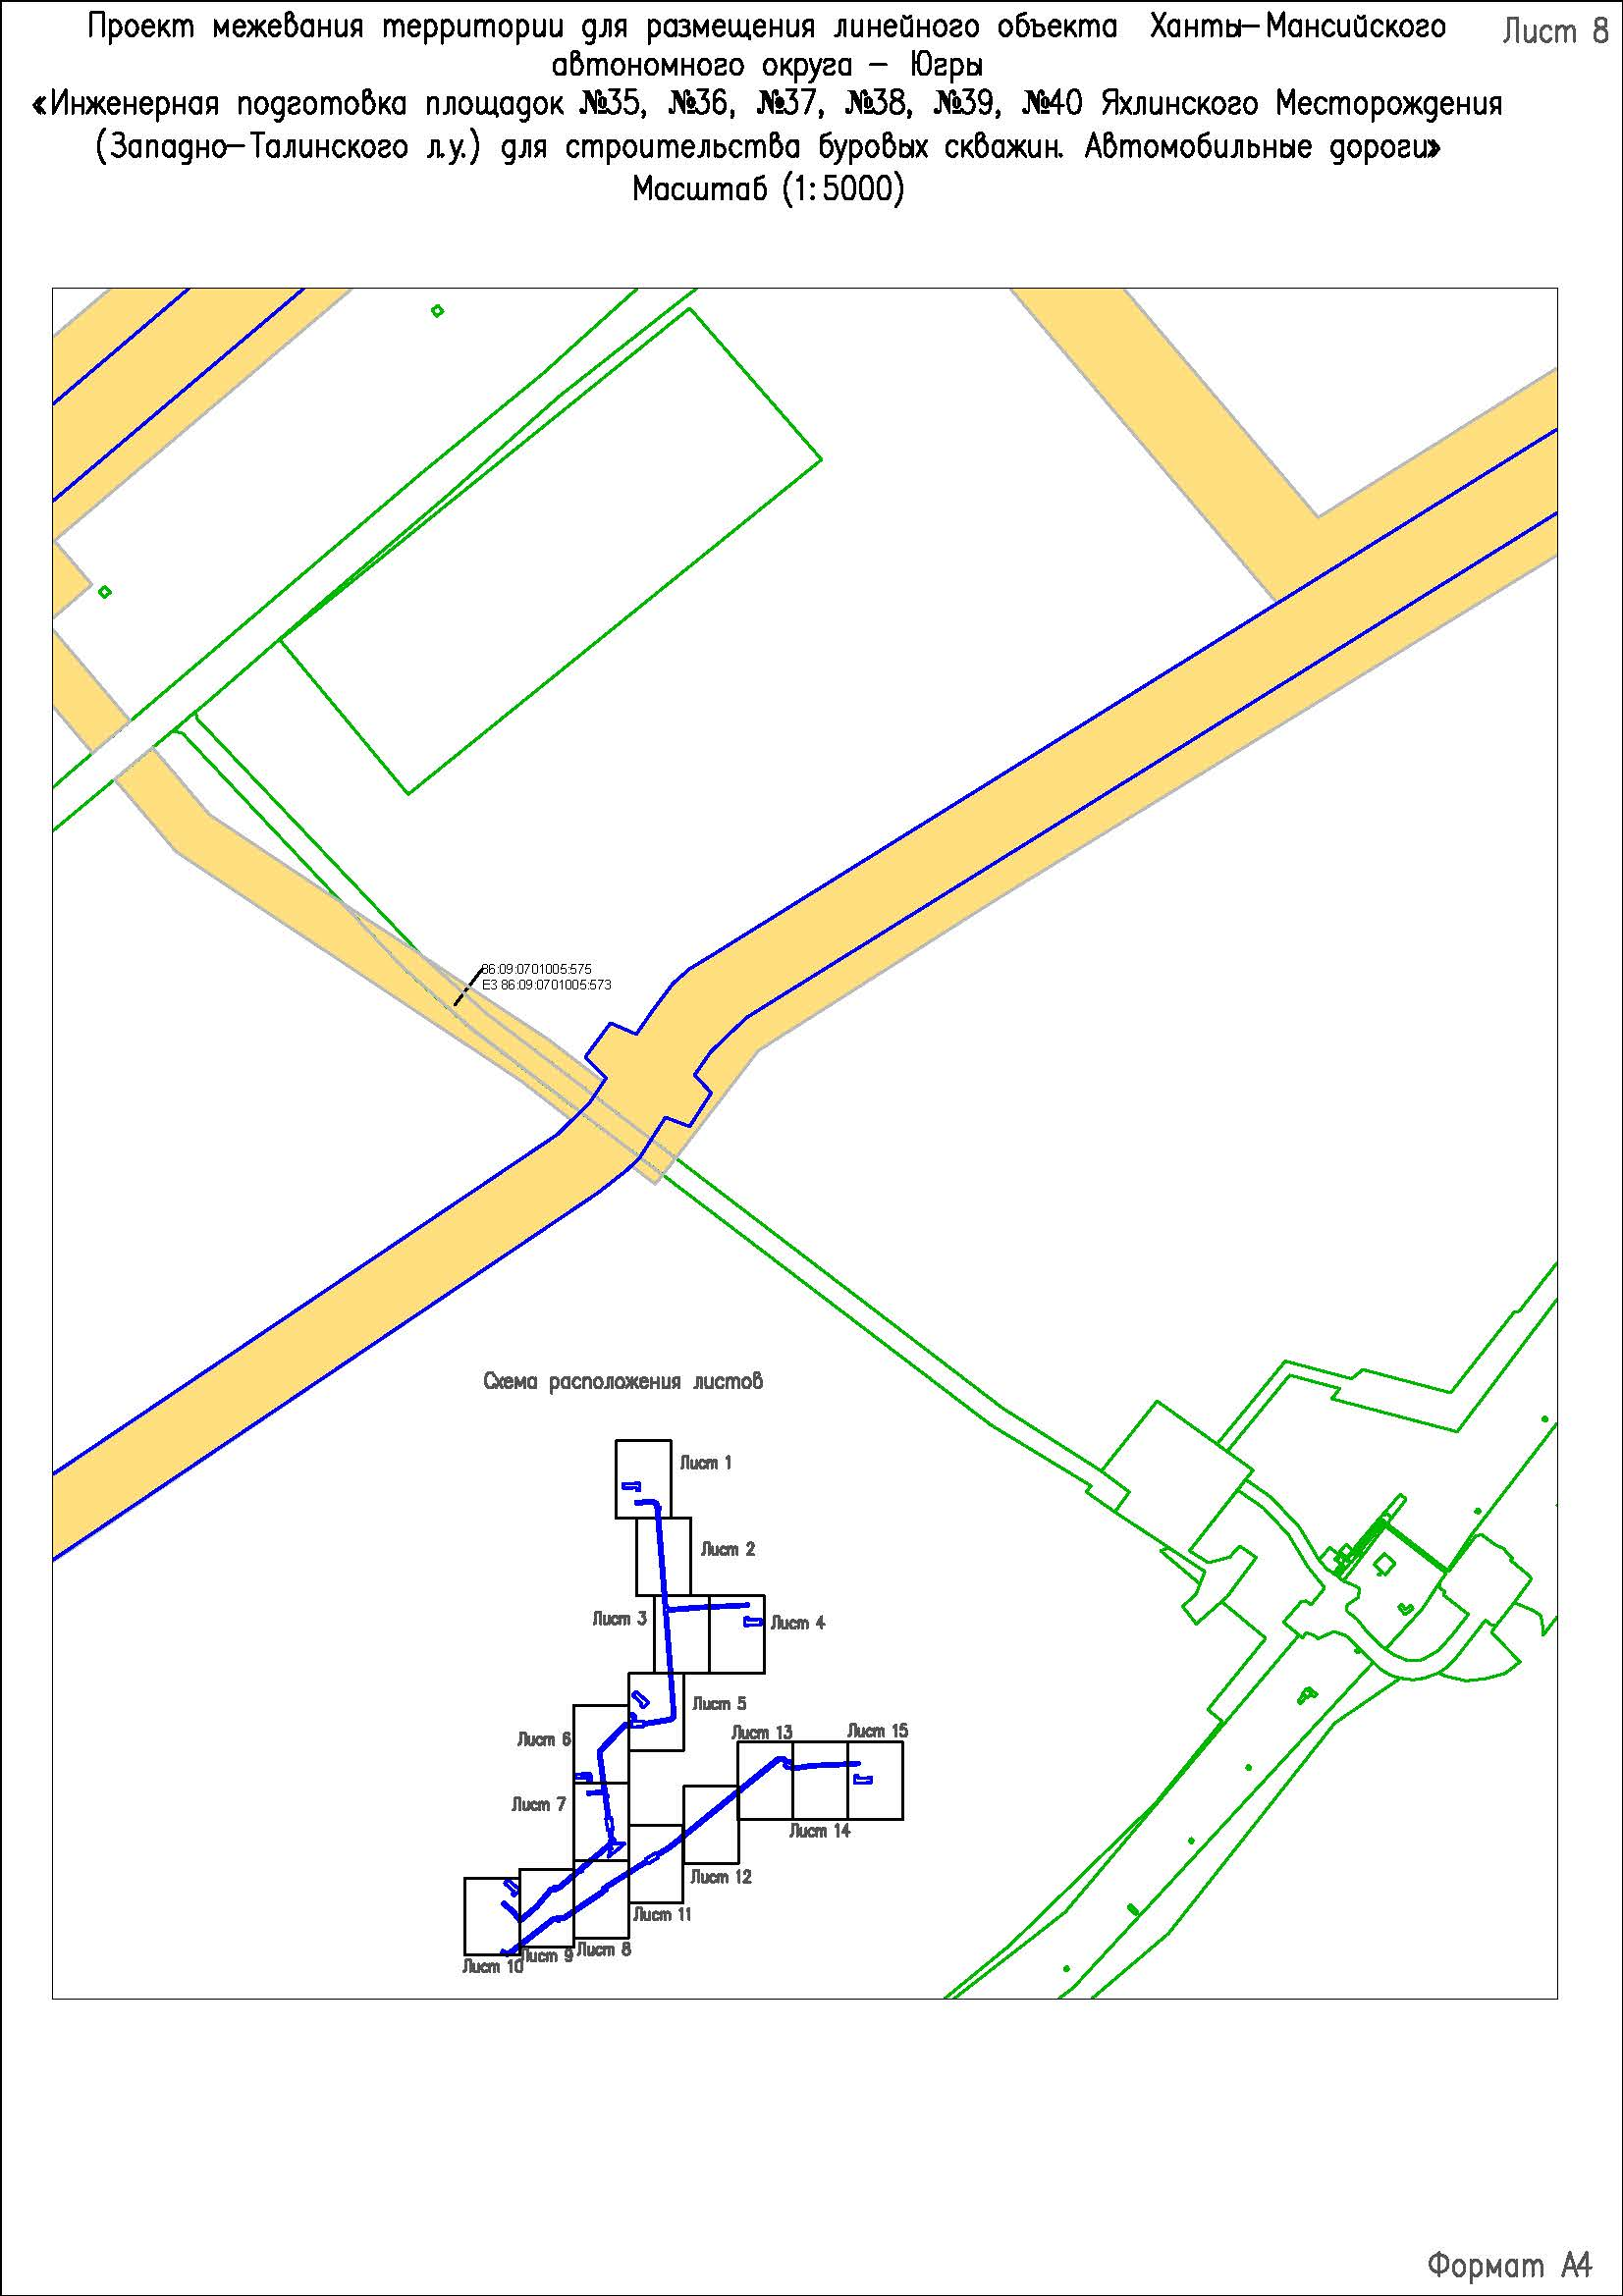 Проект межевания территории для размещения линейного объекта Ханты-Мансийского
Лист 8
автономного округа - Югры
«Инженерная подготовка площадок №35, №36, №37, №38, №39, №40 Яхлинского Месторождения
(Западно-Талинского л.у.) для строительства буровых скважин. Автомобильные дороги»
Масштаб (1:5000)
86:09:0701005:575
ЕЗ 86:09:0701005:573
Схема расположения листов
Лист 1
Лист 2
Лист 3
Лист 4
Лист 5
Лист 6
Лист 13
Лист 15
Лист 7
Лист 14
Лист 12
Лист 11
Лист 8
Лист 9
Лист 10
Формат А4